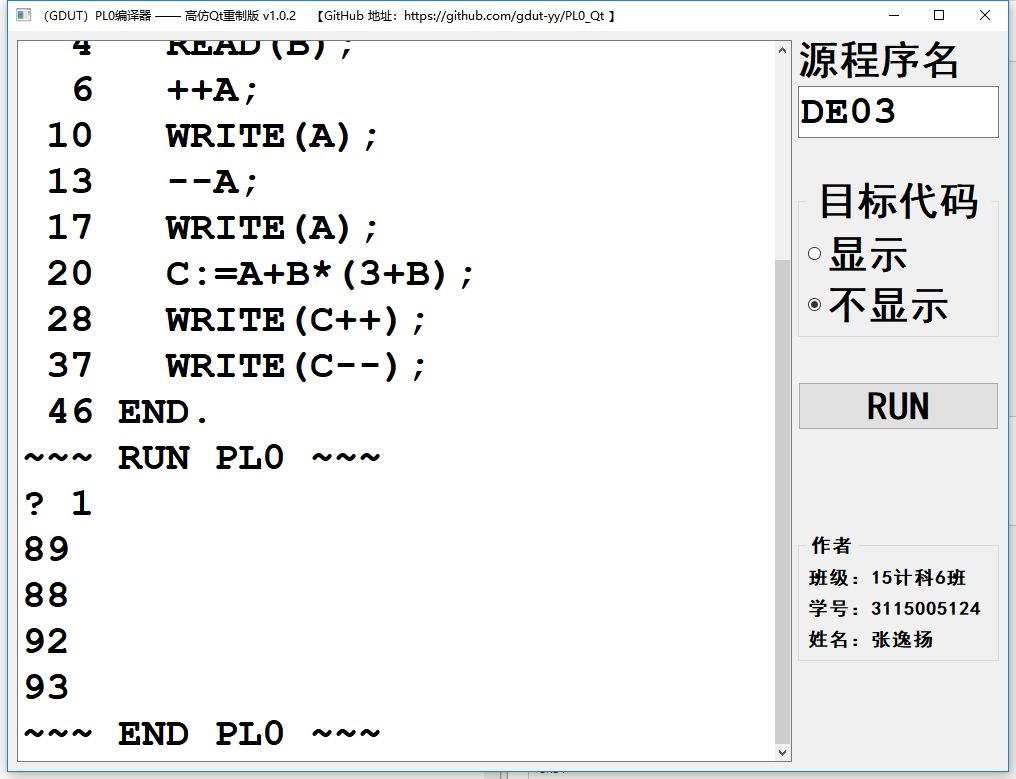 （GDUT）PL0编译器 —— 高仿Qt重制版 v1.0.2 【GitHub 地址：https://github.com/gdut-yy/PL0_Qt 】
4 READ(B);
6 ++A;
10 WRITE(A);
13 --A;
17 WRITE(A);
20 C:=A+B*(3+B);
28 WRITE(C++);
37 WRITE(C--);
46 END.
~~~ RUN PL0 ~~~
? 1
89
88
92
93
~~~ END PL0 ~~~
源程序名
DE03
目标代码
显示
不显示
RUN
作者
班级：15计科6班
学号：3115005124
姓名：张逸扬